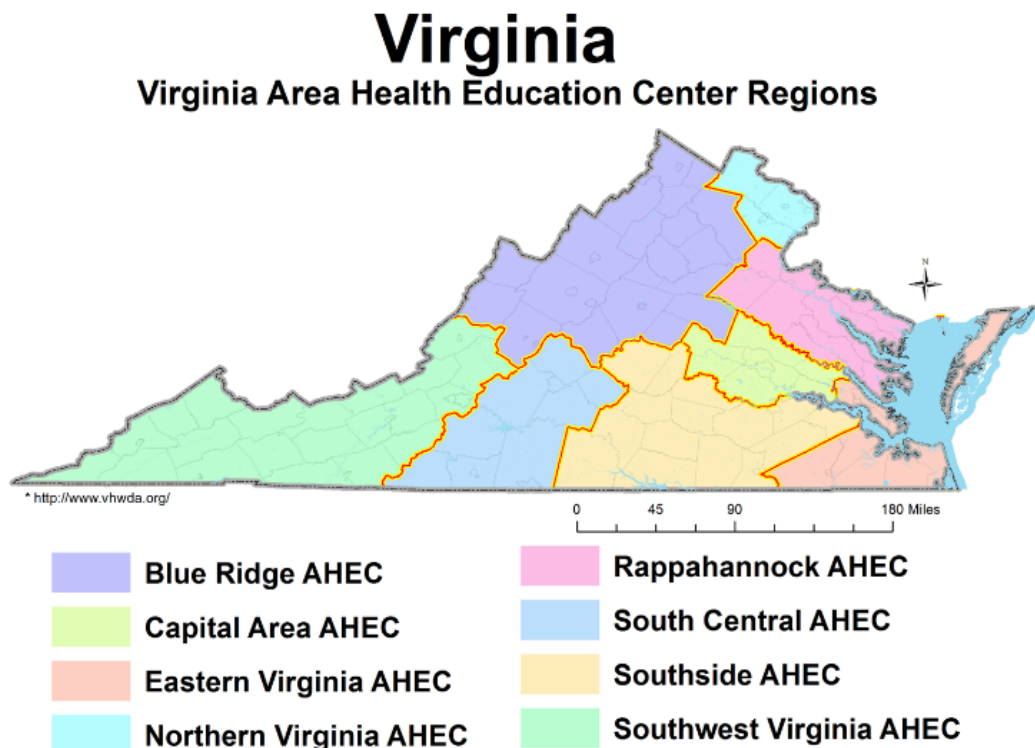 Virginia
Virginia Area Health Education Center Regions
N
* http://www.vhwda.org/
0 45 90 180 Miles
Blue Ridge AHEC
Capital Area AHEC
Eastern Virginia AHEC
Northern Virginia AHEC
Rappahannock AHEC
South Central AHEC
Southside AHEC
Southwest Virginia AHEC